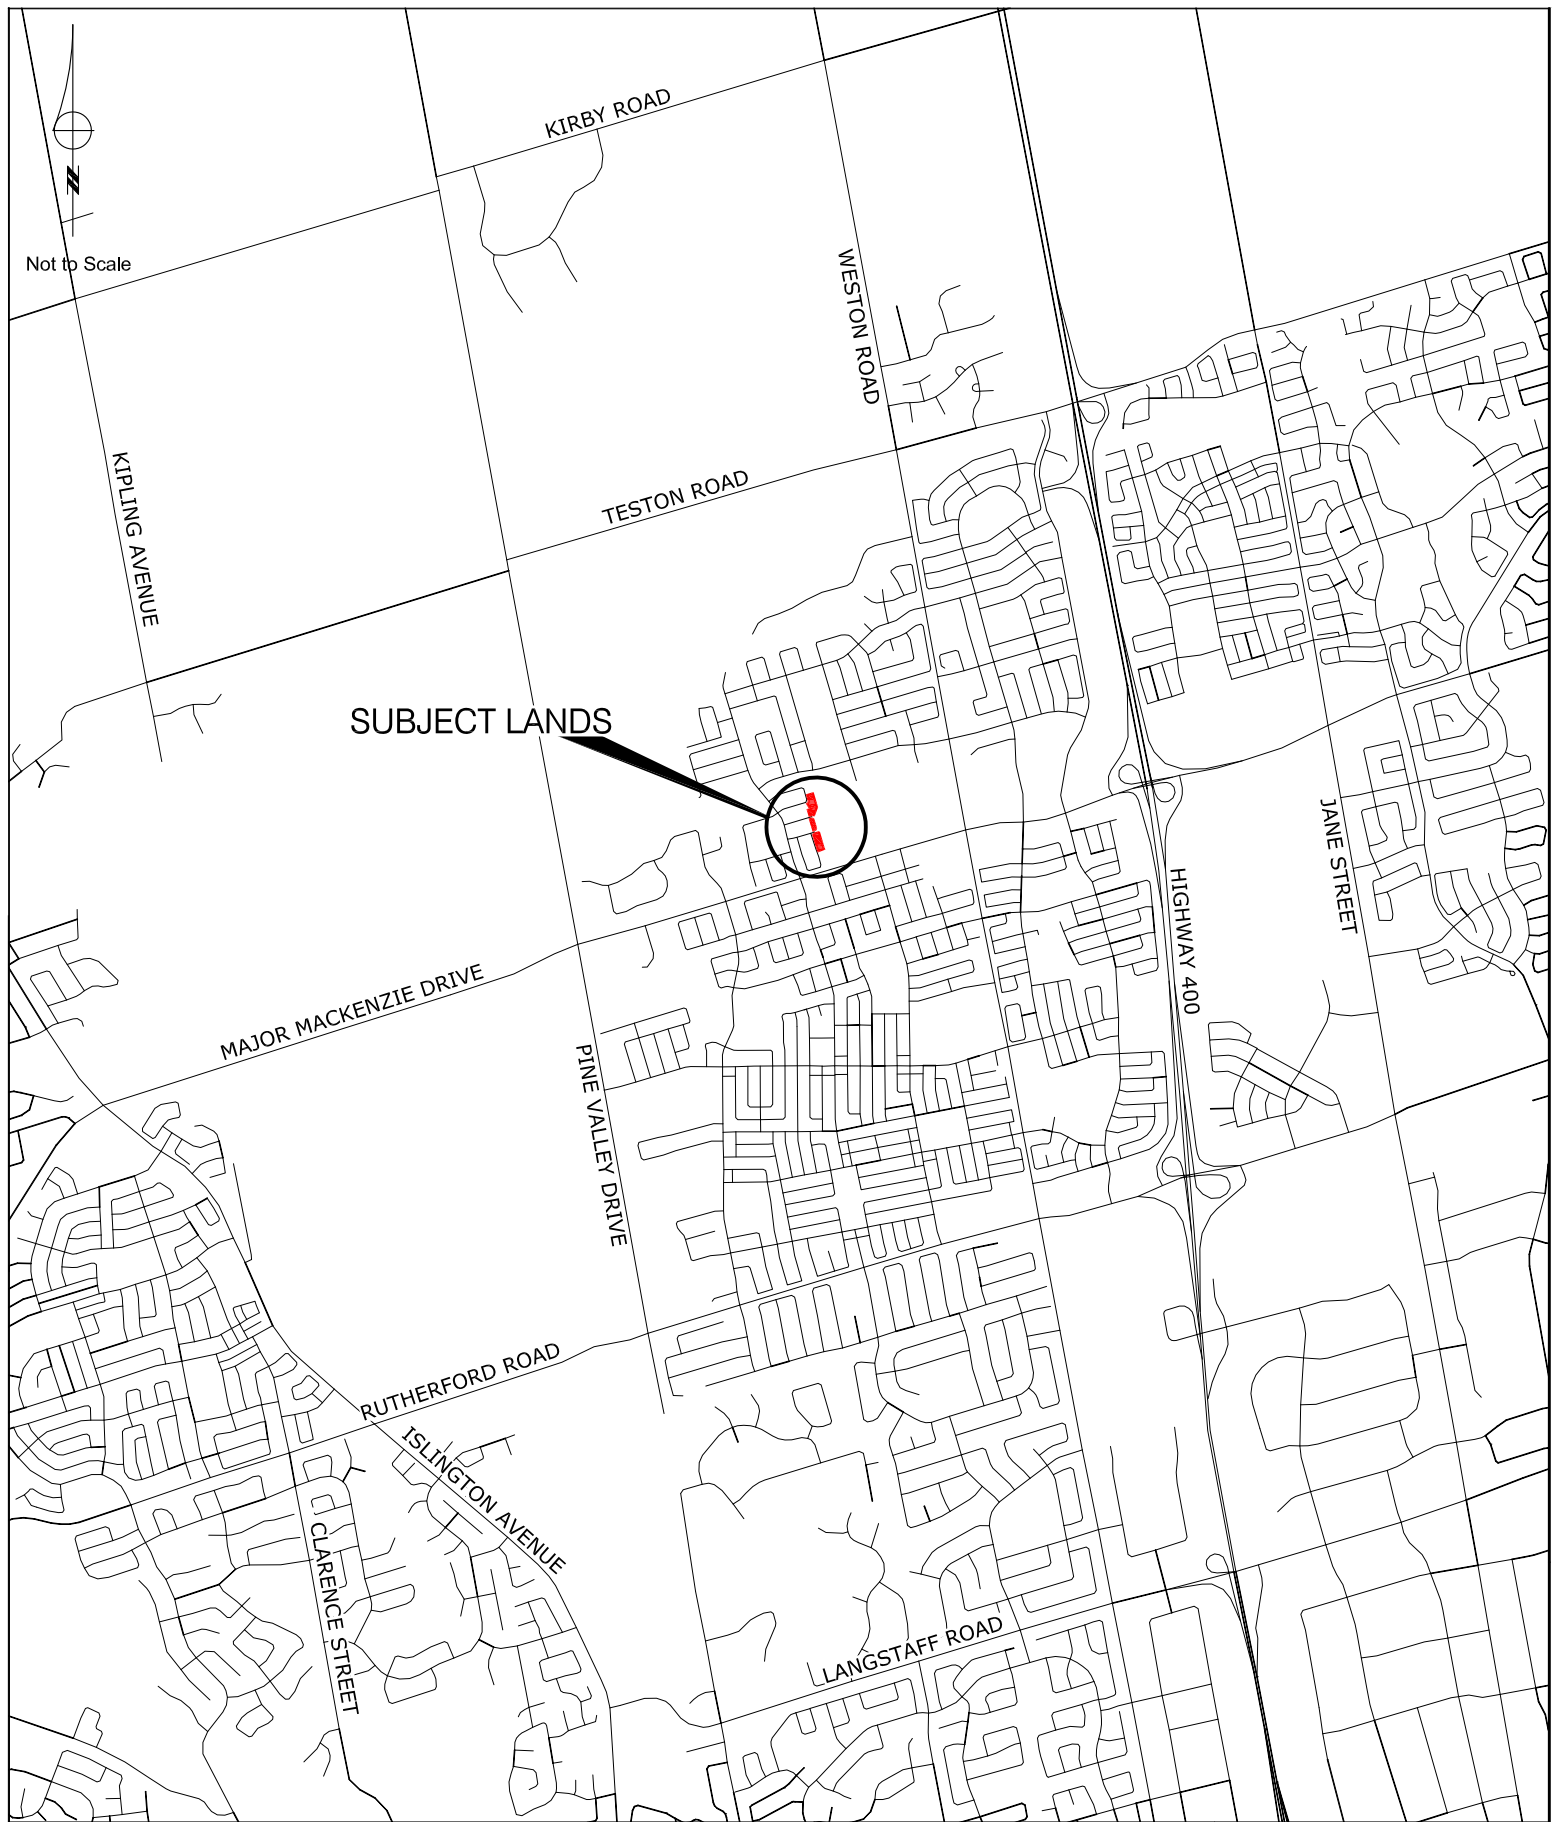 KIRBY ROAD
N
Not to Scale
WESTON ROAD
KIPLING AVENUE
TESTON ROAD
SUBJECT LANDS
JANE STREET
HIGHWAY 400
MAJOR MACKENZIE DRIVE
PINE VALLEY DRIVE
RUTHERFORD ROAD
ISLINGTON AVENUE
CLARENCE STREET
LANGSTAFF ROAD